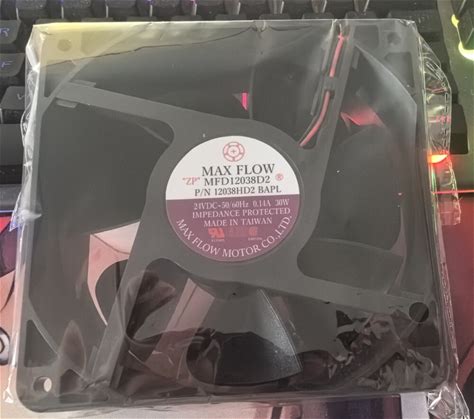 MAX FLOW
"ZP" MFD12038D2 ®
P/N 12038HD2 BAPL
24VDC~50/60Hz 0.14A 30W
IMPEDANCE PROTECTED
MADE IN TAIWAN
MAX FLOW MOTOR CO.,LTD.